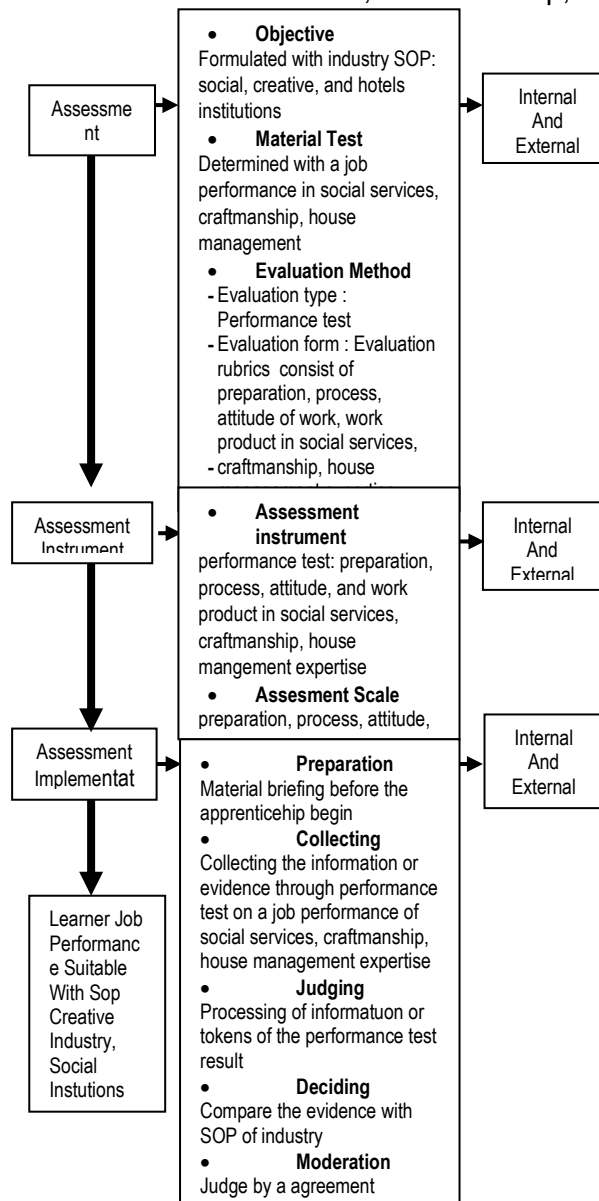 Assessme
nt
• Objective
Formulated with industry SOP:
social, creative, and hotels
institutions
• Material Test
Determined with a job
performance in social services,
craftmanship, house
management
• Evaluation Method
- Evaluation type :
Performance test
- Evaluation form : Evaluation
rubrics consist of
preparation, process,
attitude of work, work
product in social services,
- craftmanship, house
Internal
And
External
Assessment
Instrument
• Assessment
instrument
performance test: preparation,
process, attitude, and work
product in social services,
craftmanship, house
mangement expertise
• Assesment Scale
preparation, process, attitude,
Internal
And
External
Assessment
Implementat
• Preparation
Material briefing before the
apprenticehip begin
• Collecting
Collecting the information or
evidence through performance
test on a job performance of
social services, craftmanship,
house management expertise
• Judging
Processing of informatuon or
tokens of the performance test
result
• Deciding
Compare the evidence with
SOP of industry
• Moderation
Judge by a agreement
Internal
And
External
Learner Job
Performanc
e Suitable
With Sop
Creative
Industry,
Social
Instutions